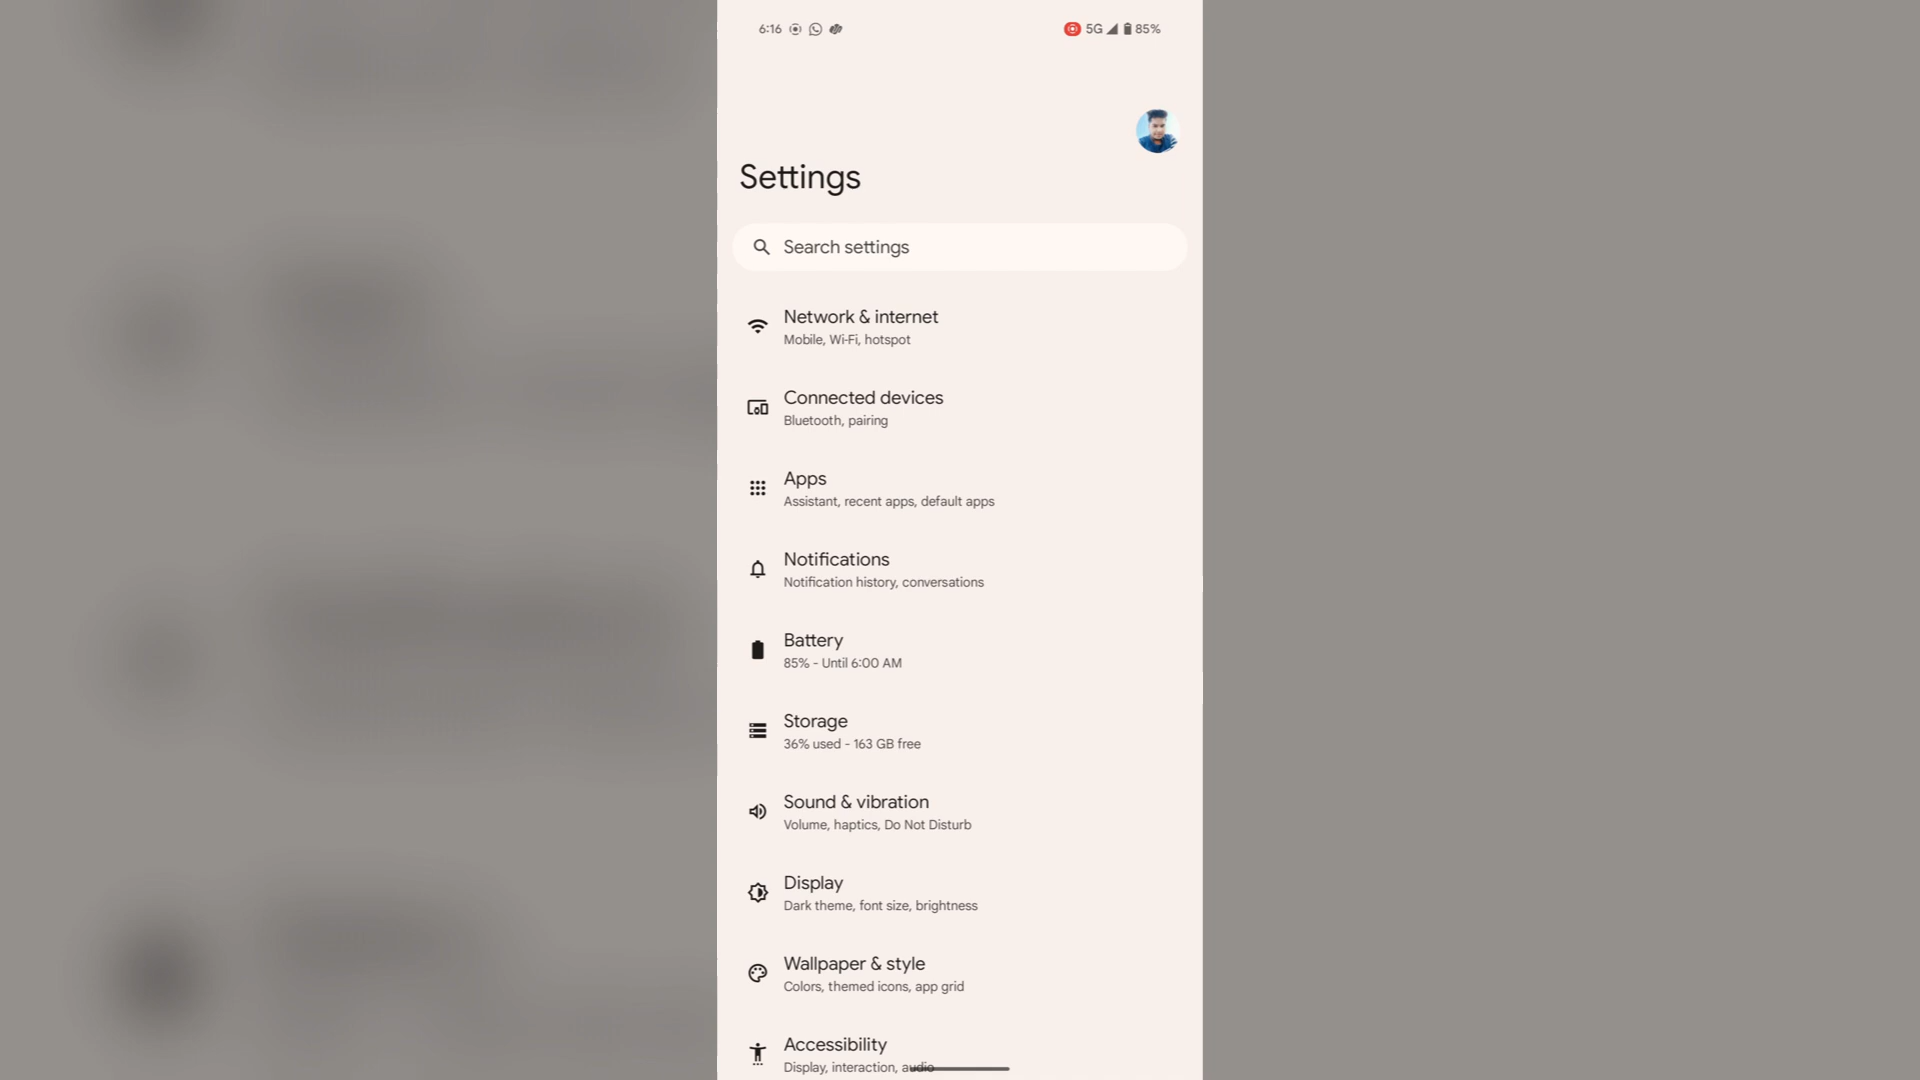 6:16 5G 85%
Settings
Search settings
Network & internet
Mobile, Wi-Fi, hotspot
Connected devices
Bluetooth, pairing
Apps
Assistant, recent apps, default apps
Notifications
Notification history, conversations
Battery
85% - Until 6:00 AM
Storage
36% used - 163 GB free
Sound & vibration
Volume, haptics, Do Not Disturb
Display
Dark theme, font size, brightness
Wallpaper & style
Colors, themed icons, app grid
Accessibility
Display, interaction, audio